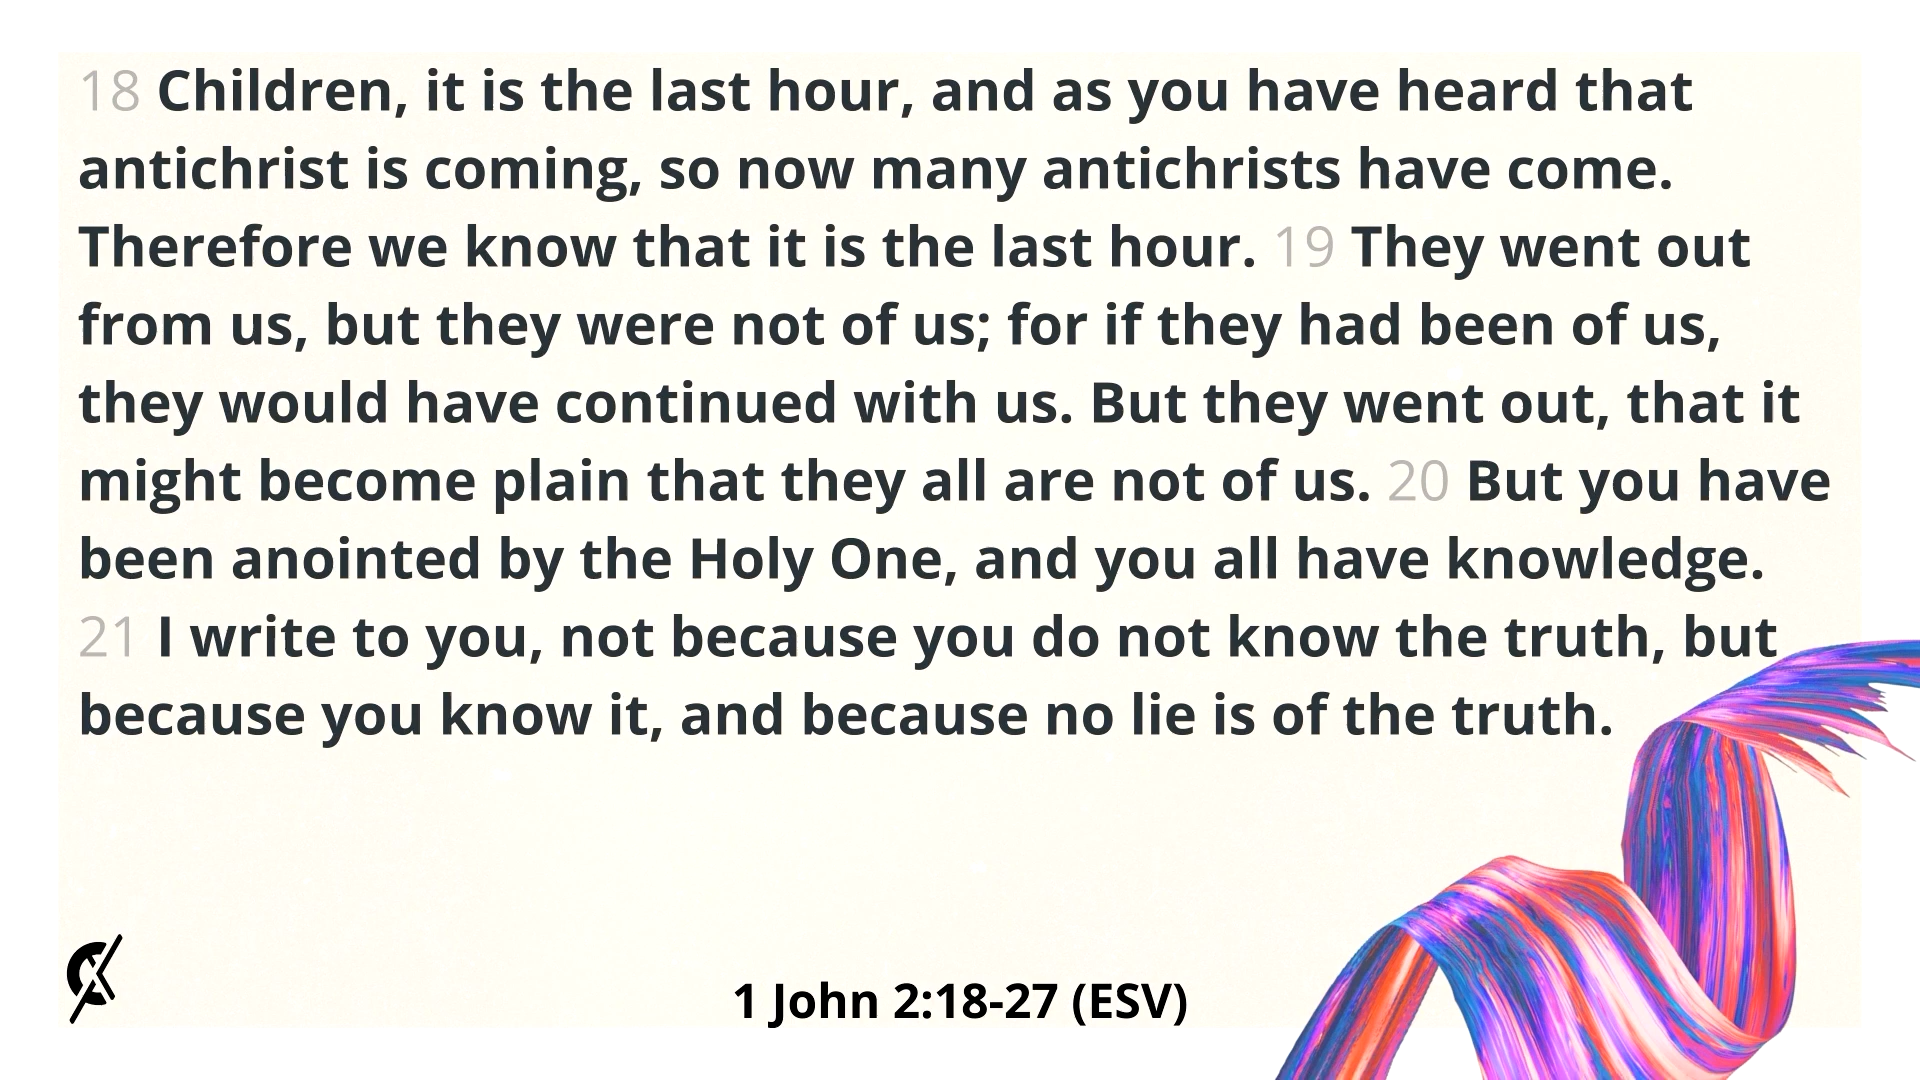 18 Children, it is the last hour, and as you have heard that
antichrist is coming, so now many antichrists have come.
Therefore we know that it is the last hour. 19 They went out
from us, but they were not of us; for if they had been of us,
they would have continued with us. But they went out, that it
might become plain that they all are not of us. 20 But you have
been anointed by the Holy One, and you all have knowledge.
21 I write to you, not because you do not know the truth, but
because you know it, and because no lie is of the truth.
1 John 2:18-27 (ESV)